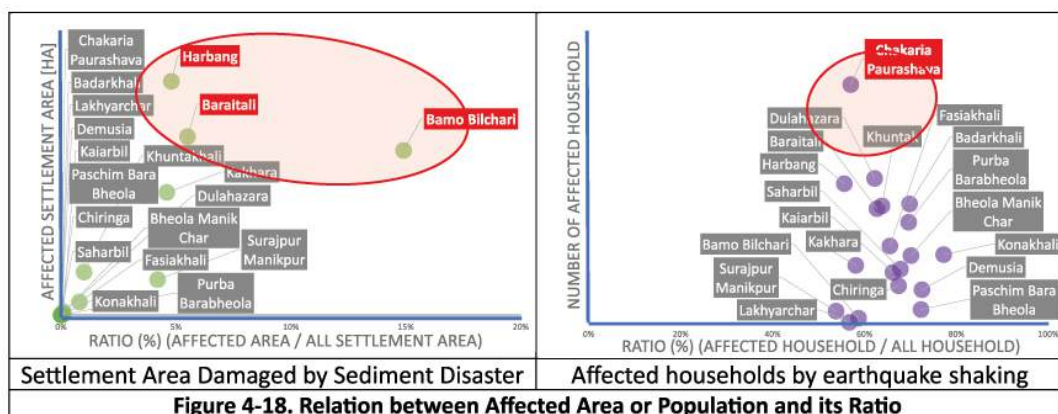 AFFECTED SETTLEMENT AREA [HA]
Chakaria
Paurashava
Harbang
Badarkhali
Lakhyarchar
Baraitali
Bamo Bilchari
Demusia
Kaiarbil
Khuntakhali
Kakhara
Paschim Bara
Bheola
Dulahazara
Chiringa
Bheola Manik
Char
Surajpur
Manikpur
Saharbil
Fasiakhali
Purba
Barabheola
Konakhali
0%
5%
10%
15%
20%
RATIO (%) (AFFECTED AREA / ALL SETTLEMENT AREA)
NUMBER OF AFFECTED HOUSEHOLD
Chakaria
Paurashava
Dulahazara
Fasiakhali
Baraitali
Khuntak
Badarkhali
Harbang
Purba
Barabheola
Saharbil
Bheola Manik
Char
Kaiarbil
Bamo Bilchari
Kakhara
Konakhali
Surajpur
Manikpur
Chiringa
Demusia
Lakhyarchar
Paschim Bara
Bheola
0%
20%
40%
60%
80%
100%
RATIO (%) (AFFECTED HOUSEHOLD / ALL HOUSEHOLD)
Settlement Area Damaged by Sediment Disaster
Affected households by earthquake shaking
Figure 4-18. Relation between Affected Area or Population and its Ratio